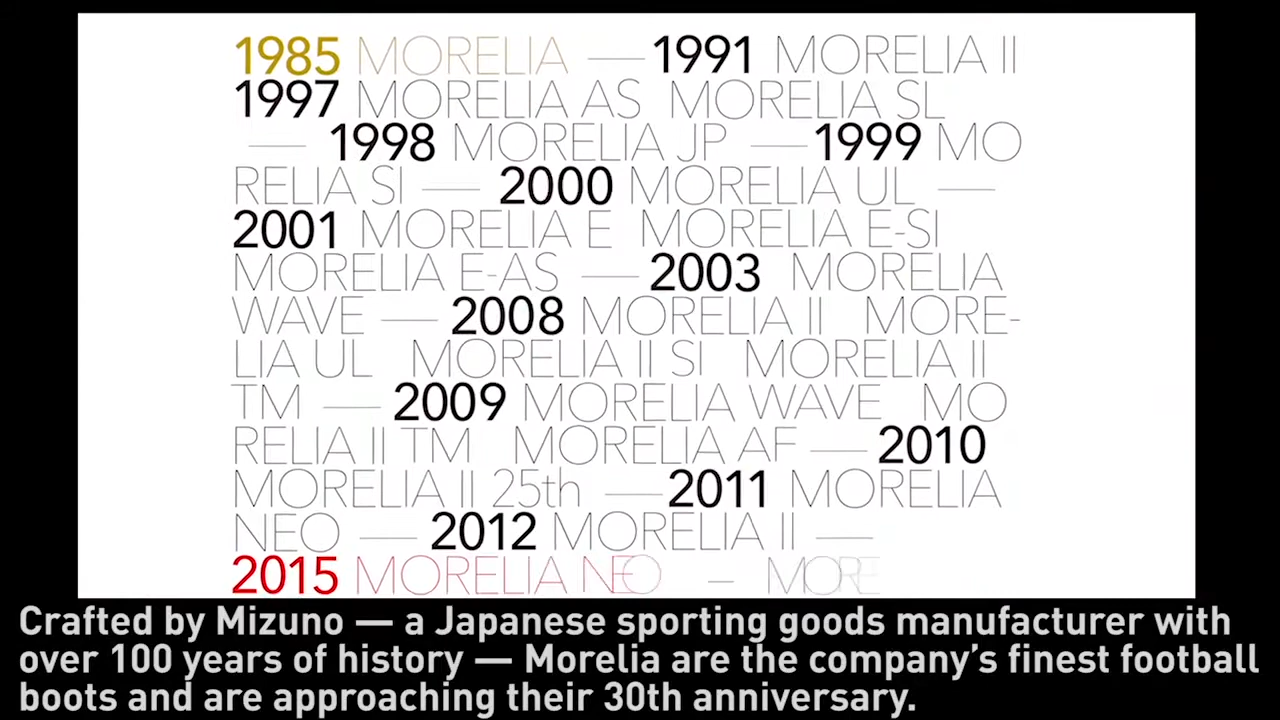 1985 MORELIA — 1991 MORELIA II
1997 MORELIA AS MORELIA SL
— 1998 MORELIA JP — 1999 MO
RELIA SI — 2000 MORELIA UL —
2001 MORELIA E MORELIA E-SI
MORELIA E-AS — 2003 MORELIA
WAVE — 2008 MORELIA II MORE-
LIA UL MORELIA II SI MORELIA II
TM — 2009 MORELIA WAVE MO
RELIA II TM MORELIA AF — 2010
MORELIA II 25th — 2011 MORELIA
NEO — 2012 MORELIA II —
2015 MORELIA NEO —
Crafted by Mizuno — a Japanese sporting goods manufacturer with
over 100 years of history — Morelia are the company’s finest football
boots and are approaching their 30th anniversary.